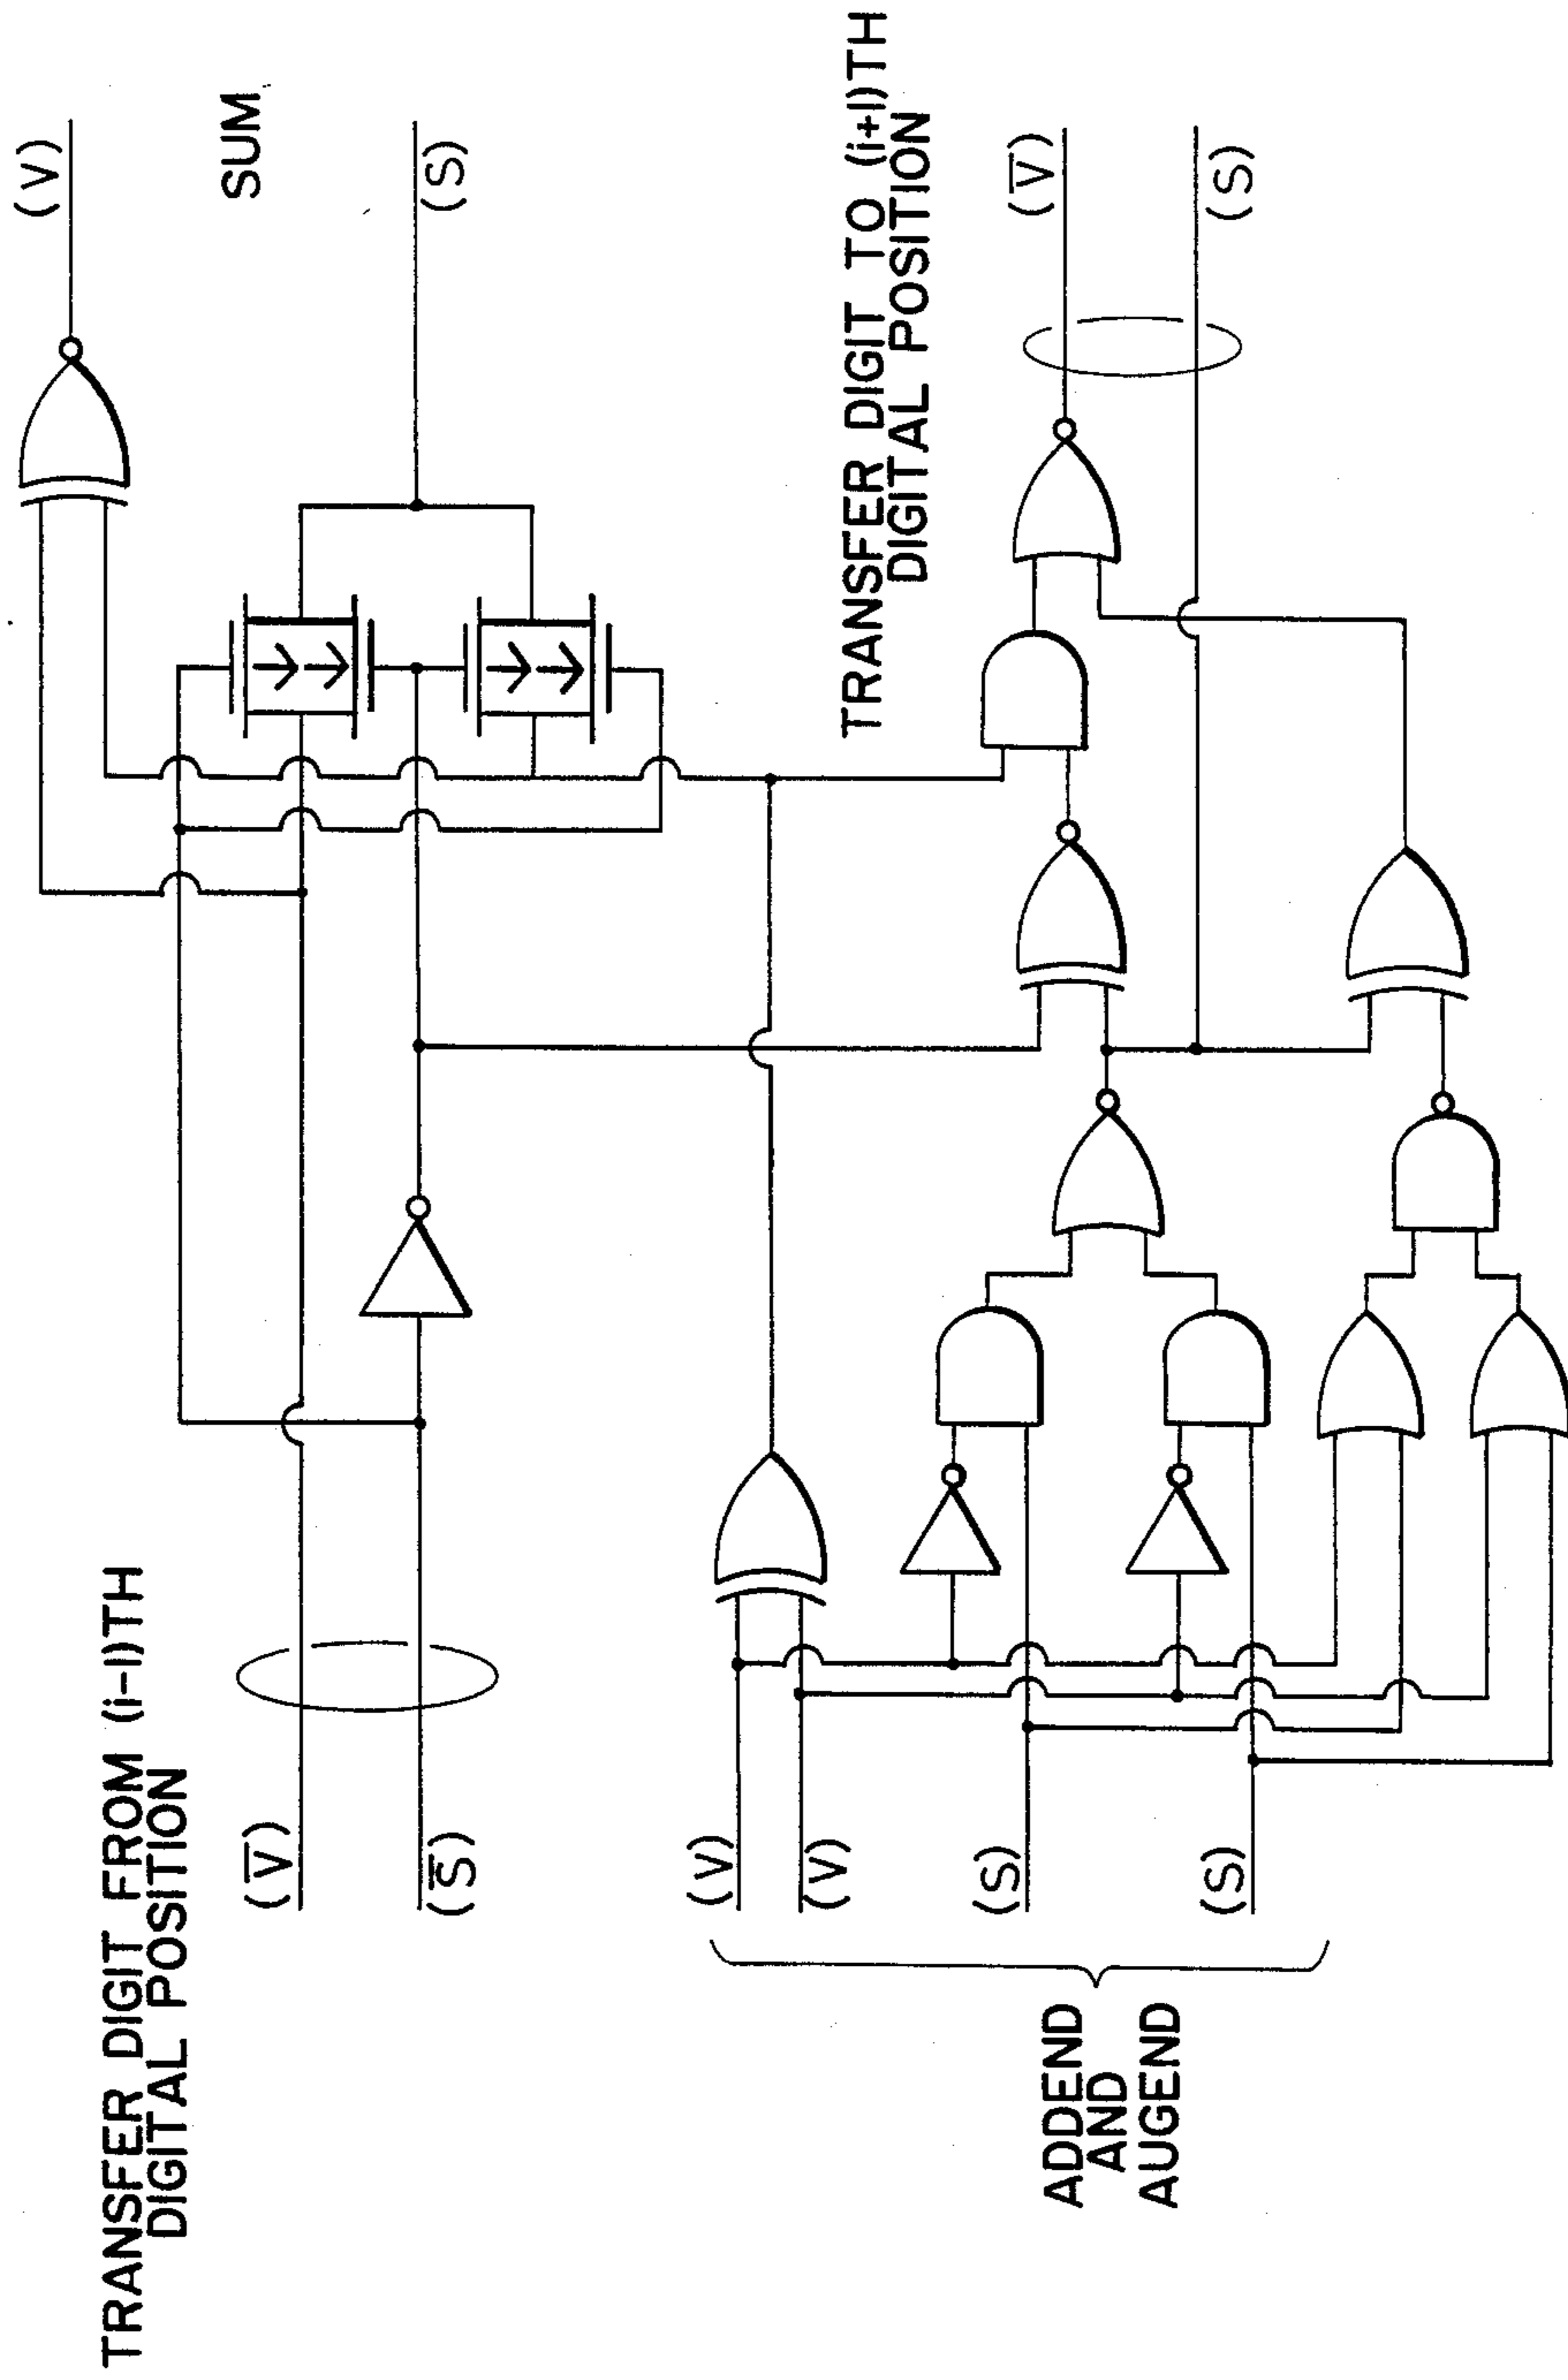 TRANSFER DIGIT FROM (i-1)TH
DIGITAL POSITION
(V̅)
(S̅)
(V)
(V)
(S)
(S)
ADDEND
AND
AUGEND
(V)
SUM
(S)
TRANSFER DIGIT TO (i+1)TH
DIGITAL POSITION
(V̅)
(S)